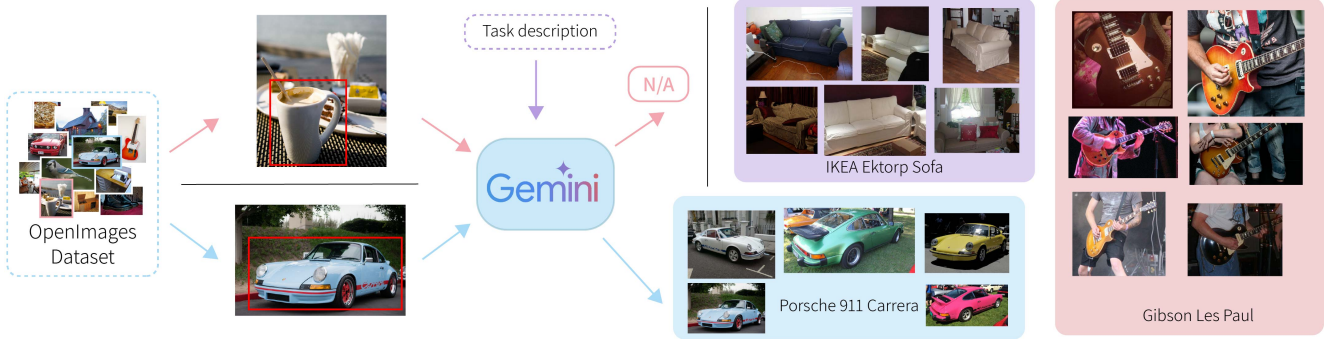 Task description
N/A
OpenImages
Dataset
Gemini
IKEA Ektorp Sofa
Porsche 911 Carrera
Gibson Les Paul